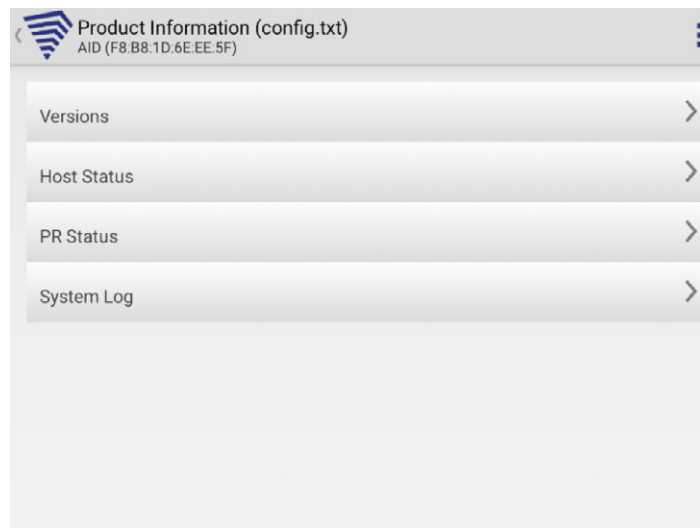 Product Information (config.txt)
AID (F8:B8:1D:6E:EE:5F)
Versions
Host Status
PR Status
System Log